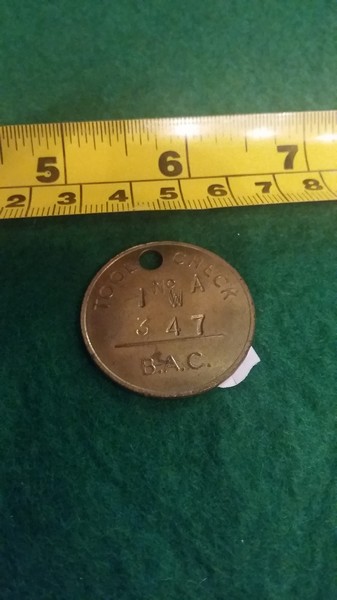 5 6 7
2 3 4 5 6 7 8
TOOL CHECK
No
1 W A
347
B.A.C.